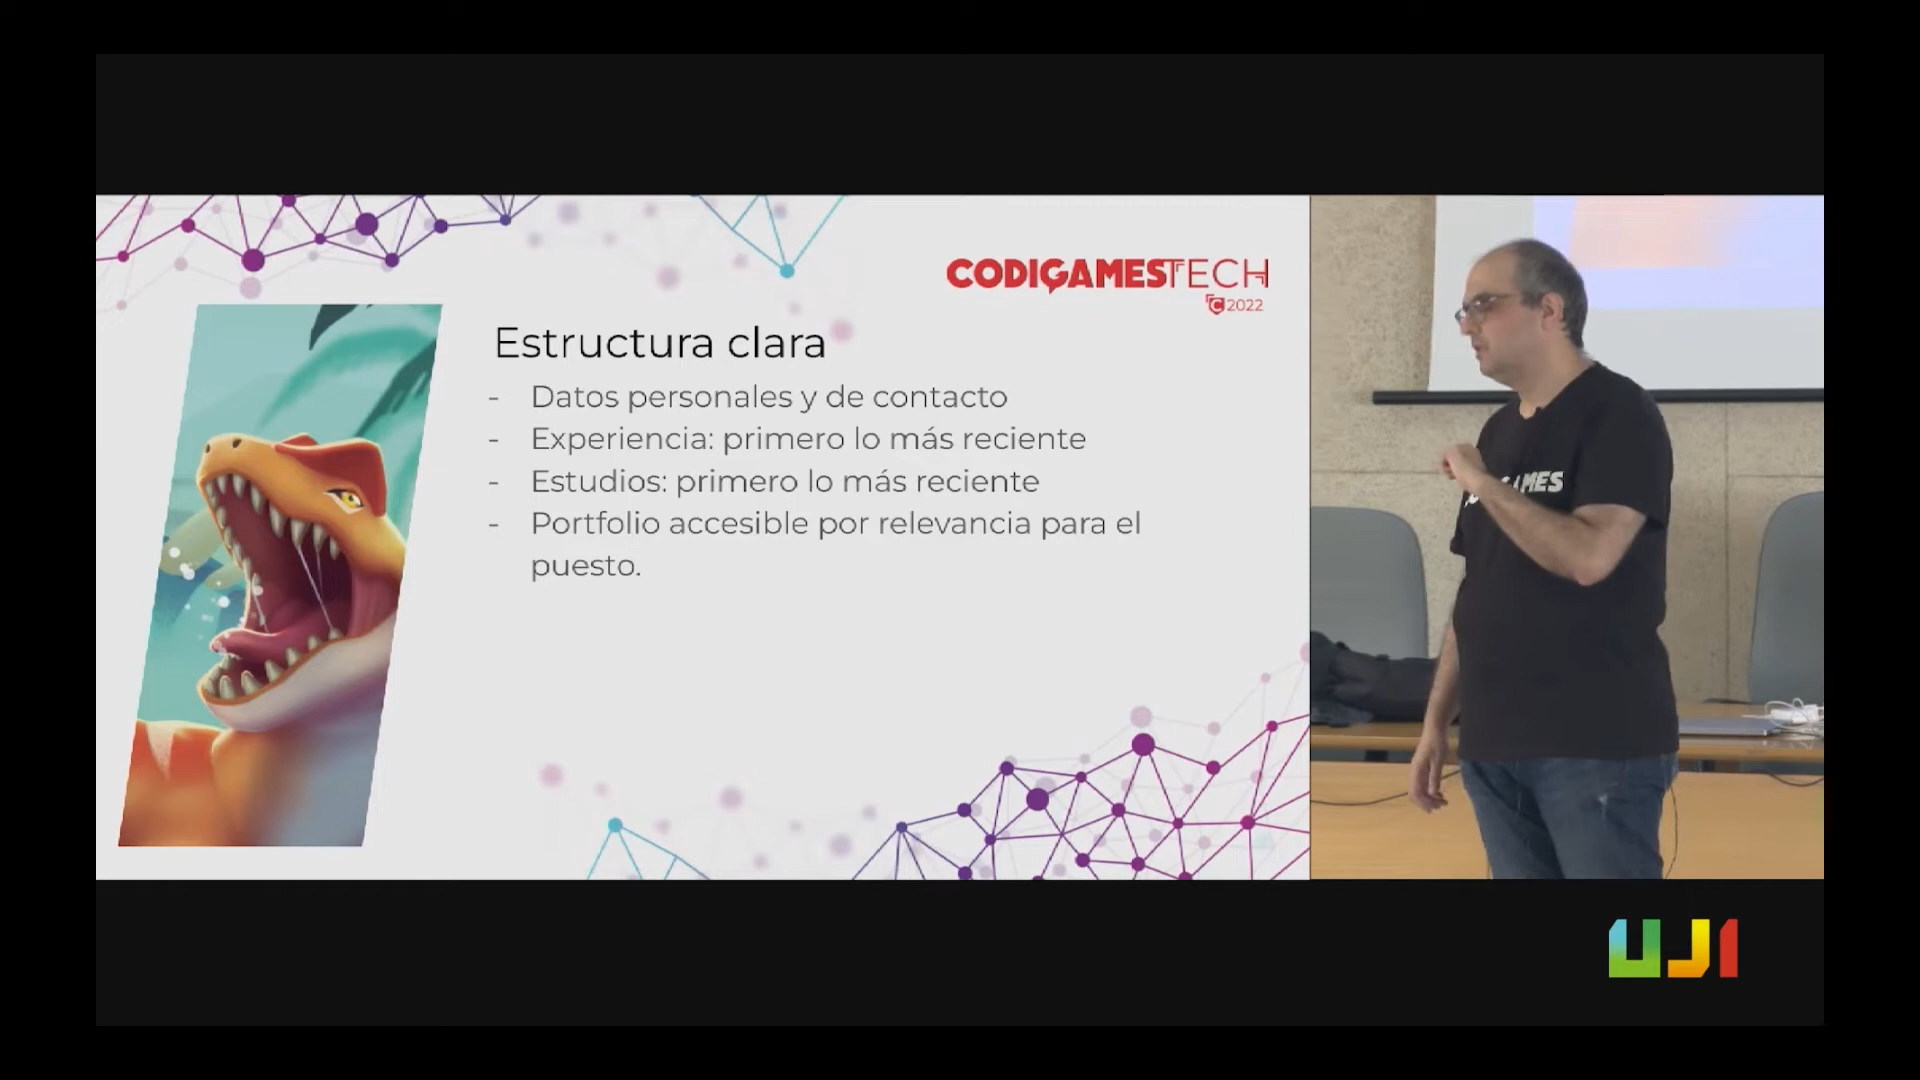 CODIGAMESTECH
C 2022
Estructura clara
- Datos personales y de contacto
- Experiencia: primero lo más reciente
- Estudios: primero lo más reciente
- Portfolio accesible por relevancia para el
puesto.
UJI